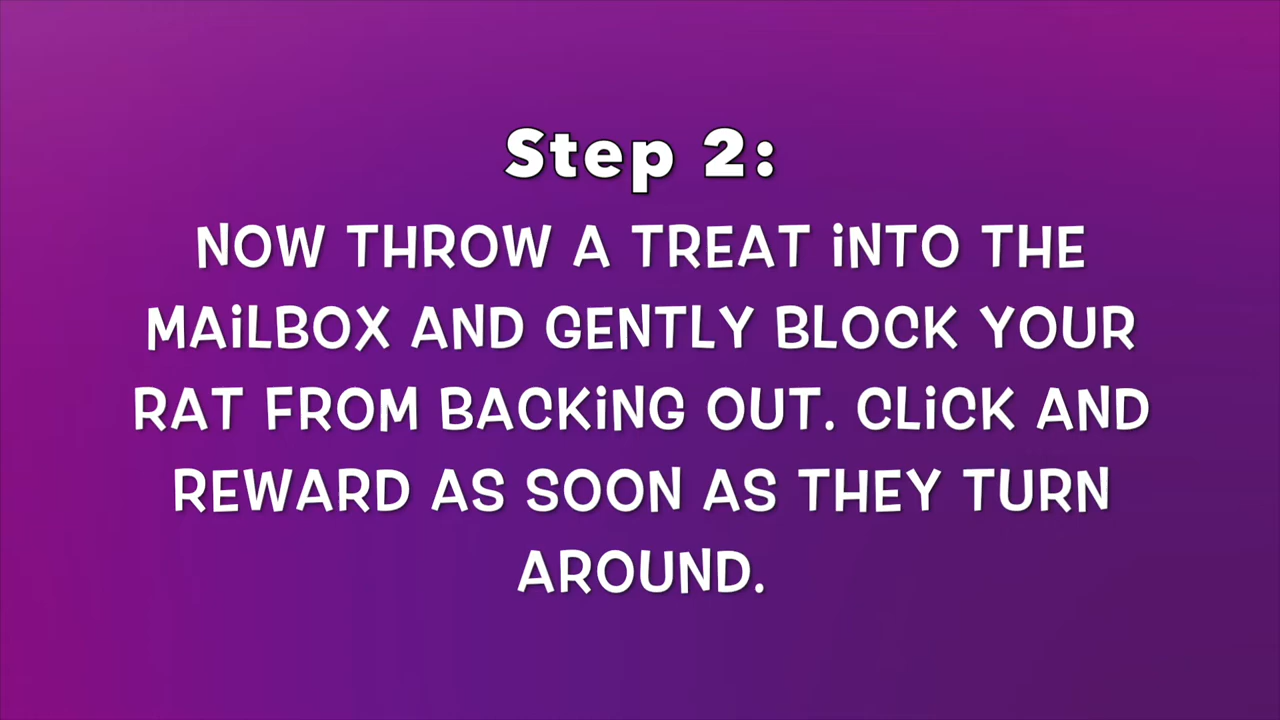 Step 2:
NOW THROW A TREAT iNTO THE
MAiLBOX AND GENTLY BLOCK YOUR
RAT FROM BACKiNG OUT. CLiCK AND
REWARD AS SOON AS THEY TURN
AROUND.